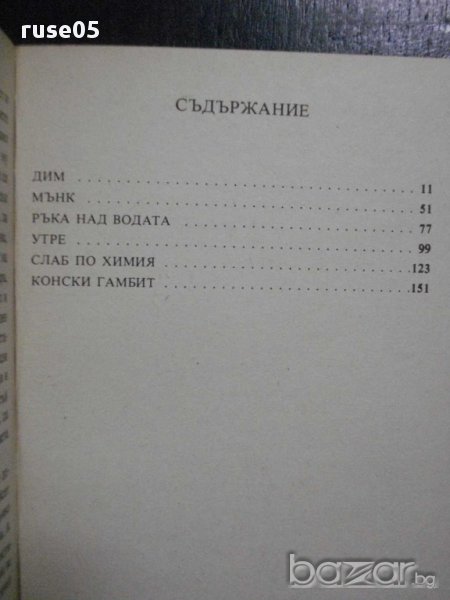 ruse05
СЪДЪРЖАНИЕ
ДИМ . . . . . . . . . . . . . . . . . . . . . . . . . . . . 11
МЪНК . . . . . . . . . . . . . . . . . . . . . . . . . . . 51
РЪКА НАД ВОДАТА . . . . . . . . . . . . . . . . . . . . 77
УТРЕ . . . . . . . . . . . . . . . . . . . . . . . . . . . . 99
СЛАБ ПО ХИМИЯ . . . . . . . . . . . . . . . . . . . . . 123
КОНСКИ ГАМБИТ . . . . . . . . . . . . . . . . . . . . . 151
bazar.bg